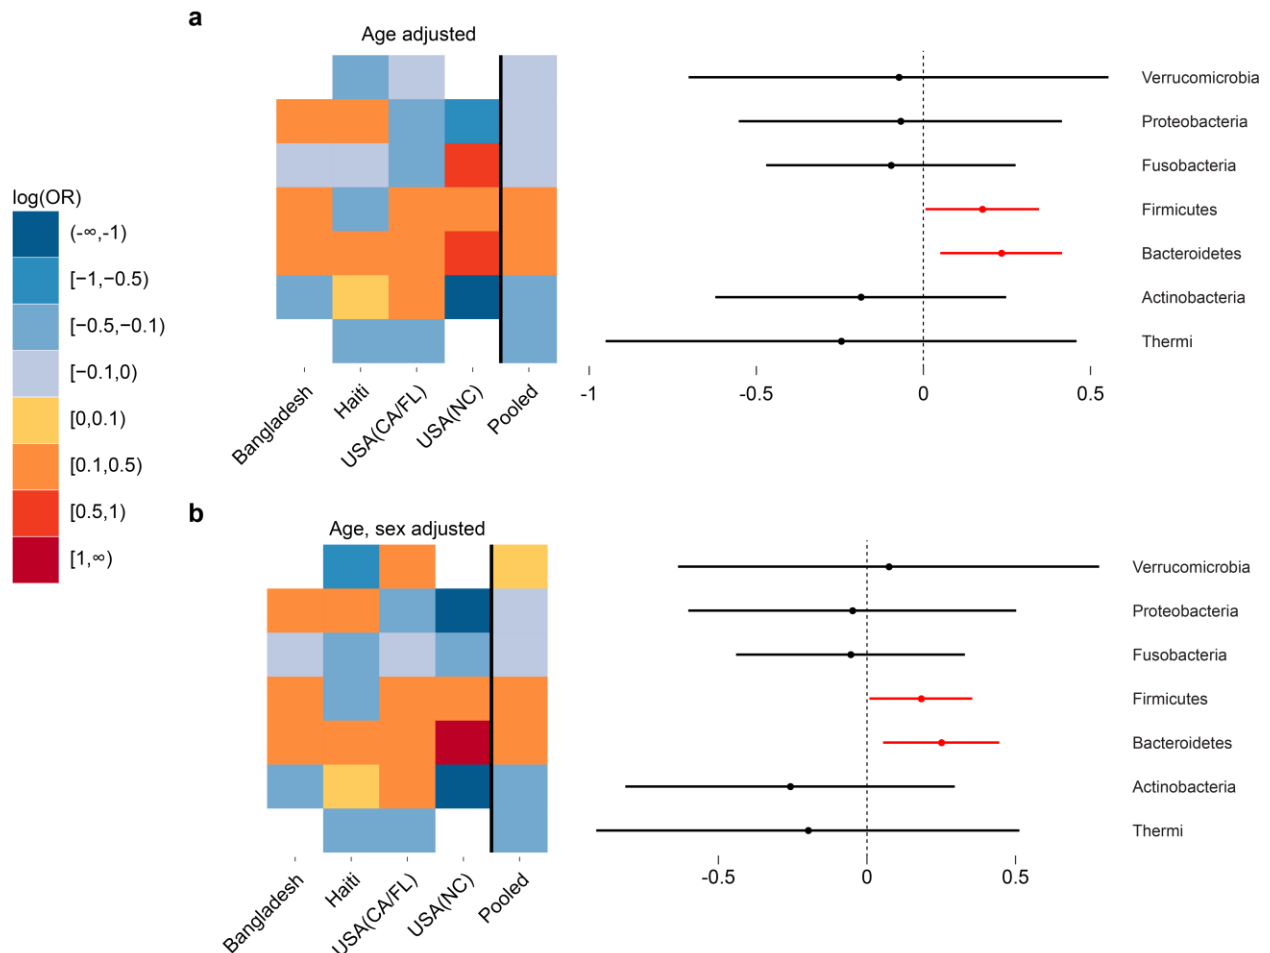 a
Age adjusted
Verrucomicrobia
Proteobacteria
Fusobacteria
Firmicutes
Bacteroidetes
Actinobacteria
Thermi
Bangladesh
Haiti
USA(CA/FL)
USA(NC)
Pooled
-1
-0.5
0
0.5
log(OR)
(-∞,-1)
[−1,−0.5)
[−0.5,−0.1)
[−0.1,0)
[0,0.1)
[0.1,0.5)
[0.5,1)
[1,∞)
b
Age, sex adjusted
Verrucomicrobia
Proteobacteria
Fusobacteria
Firmicutes
Bacteroidetes
Actinobacteria
Thermi
Bangladesh
Haiti
USA(CA/FL)
USA(NC)
Pooled
-0.5
0
0.5